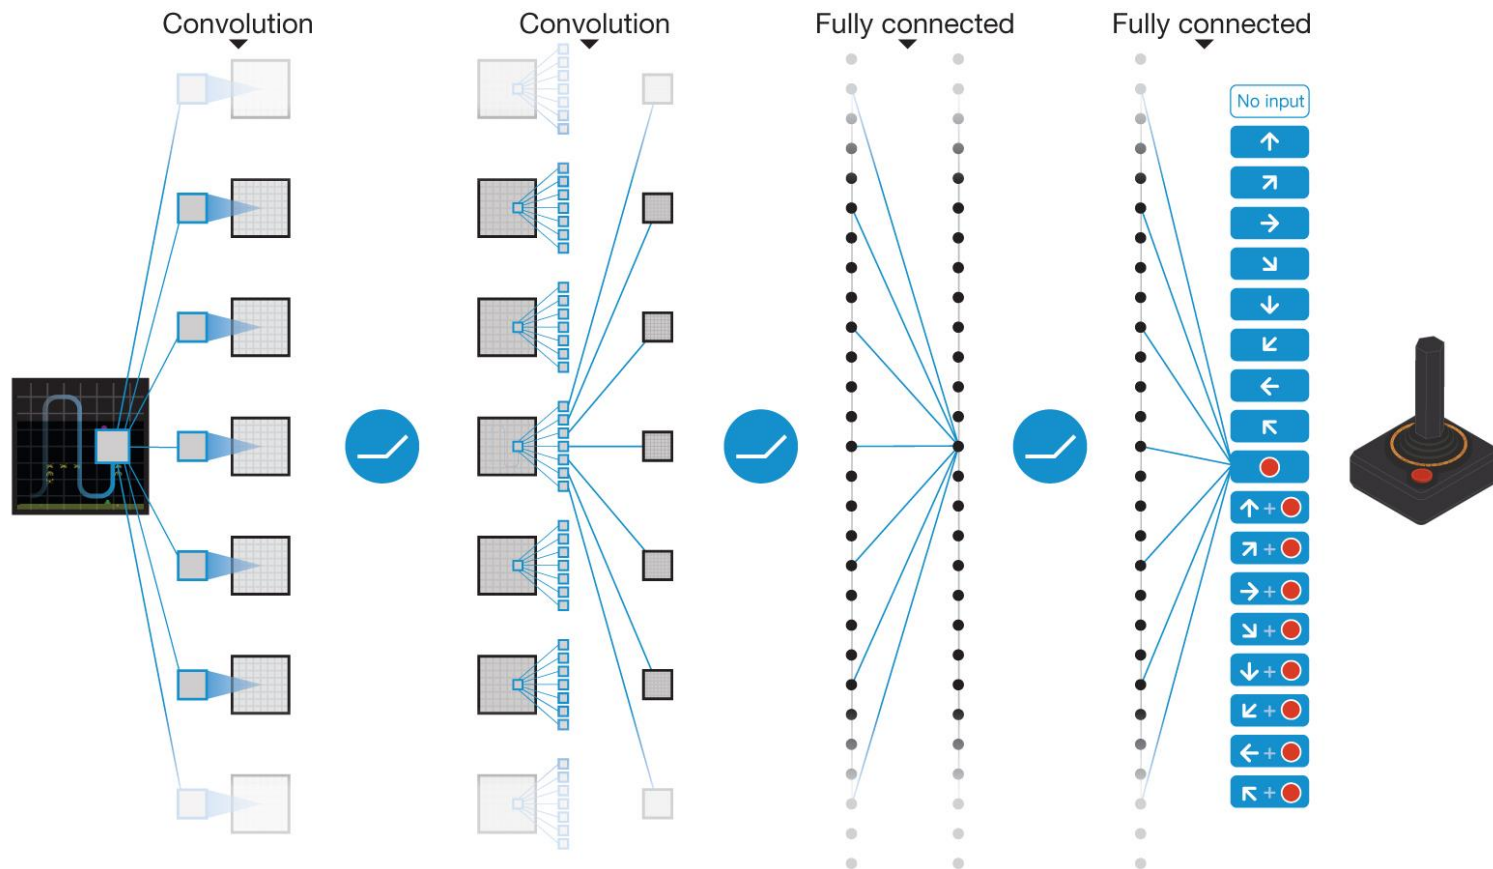 Convolution
Convolution
Fully connected
Fully connected
No input
+
+
+
+
+
+
+
+